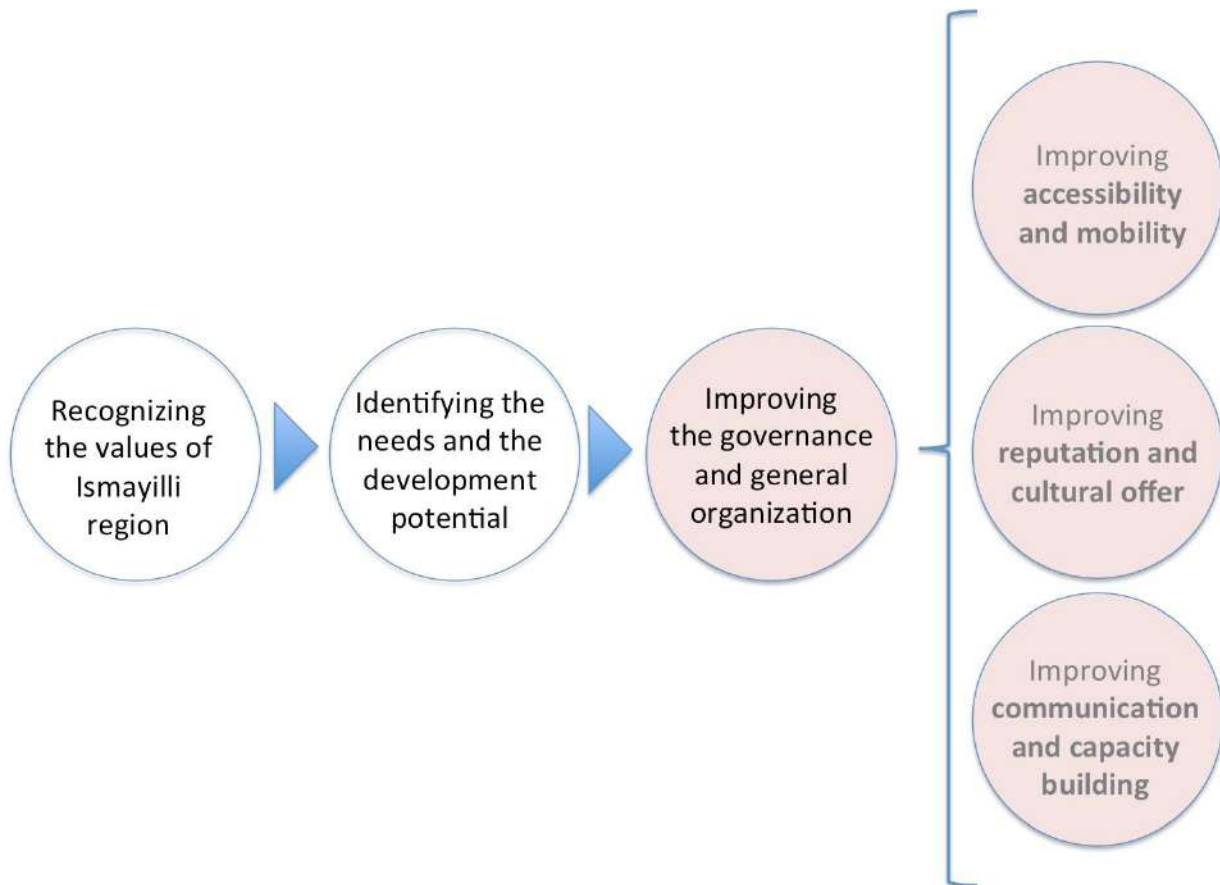 Recognizing
the values of
Ismayilli
region
Identifying the
needs and the
development
potential
Improving
the governance
and general
organization
Improving
accessibility
and mobility
Improving
reputation and
cultural offer
Improving
communication
and capacity
building